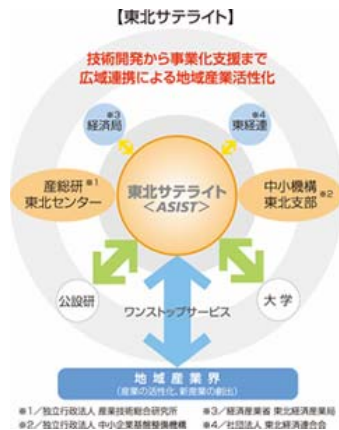 【東北サテライト】
技術開発から事業化支援まで
広域連携による地域産業活性化
※3
経済局
※4
東経連
産総研※1
東北センター
東北サテライト
＜ASIST＞
中小機構
東北支部※2
公設研
ワンストップサービス
大学
地域産業界
（産業の活性化、新産業の創出）
※1／独立行政法人 産業技術総合研究所
※3／経済産業省 東北経済産業局
※2／独立行政法人 中小企業基盤整備機構
※4／社団法人 東北経済連合会